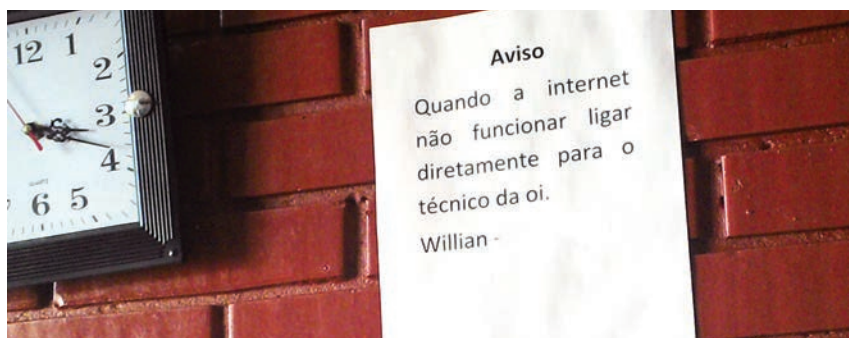 12 1
2
3
4
5
6
Aviso
Quando a internet
não funcionar ligar
diretamente para o
técnico da oi.
Willian -